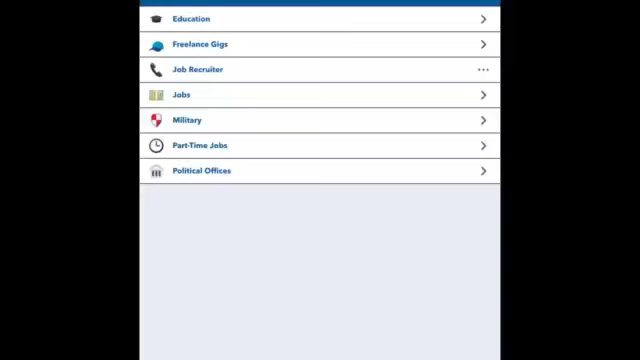 Education
Freelance Gigs
Job Recruiter
Jobs
Military
Part-Time Jobs
Political Offices